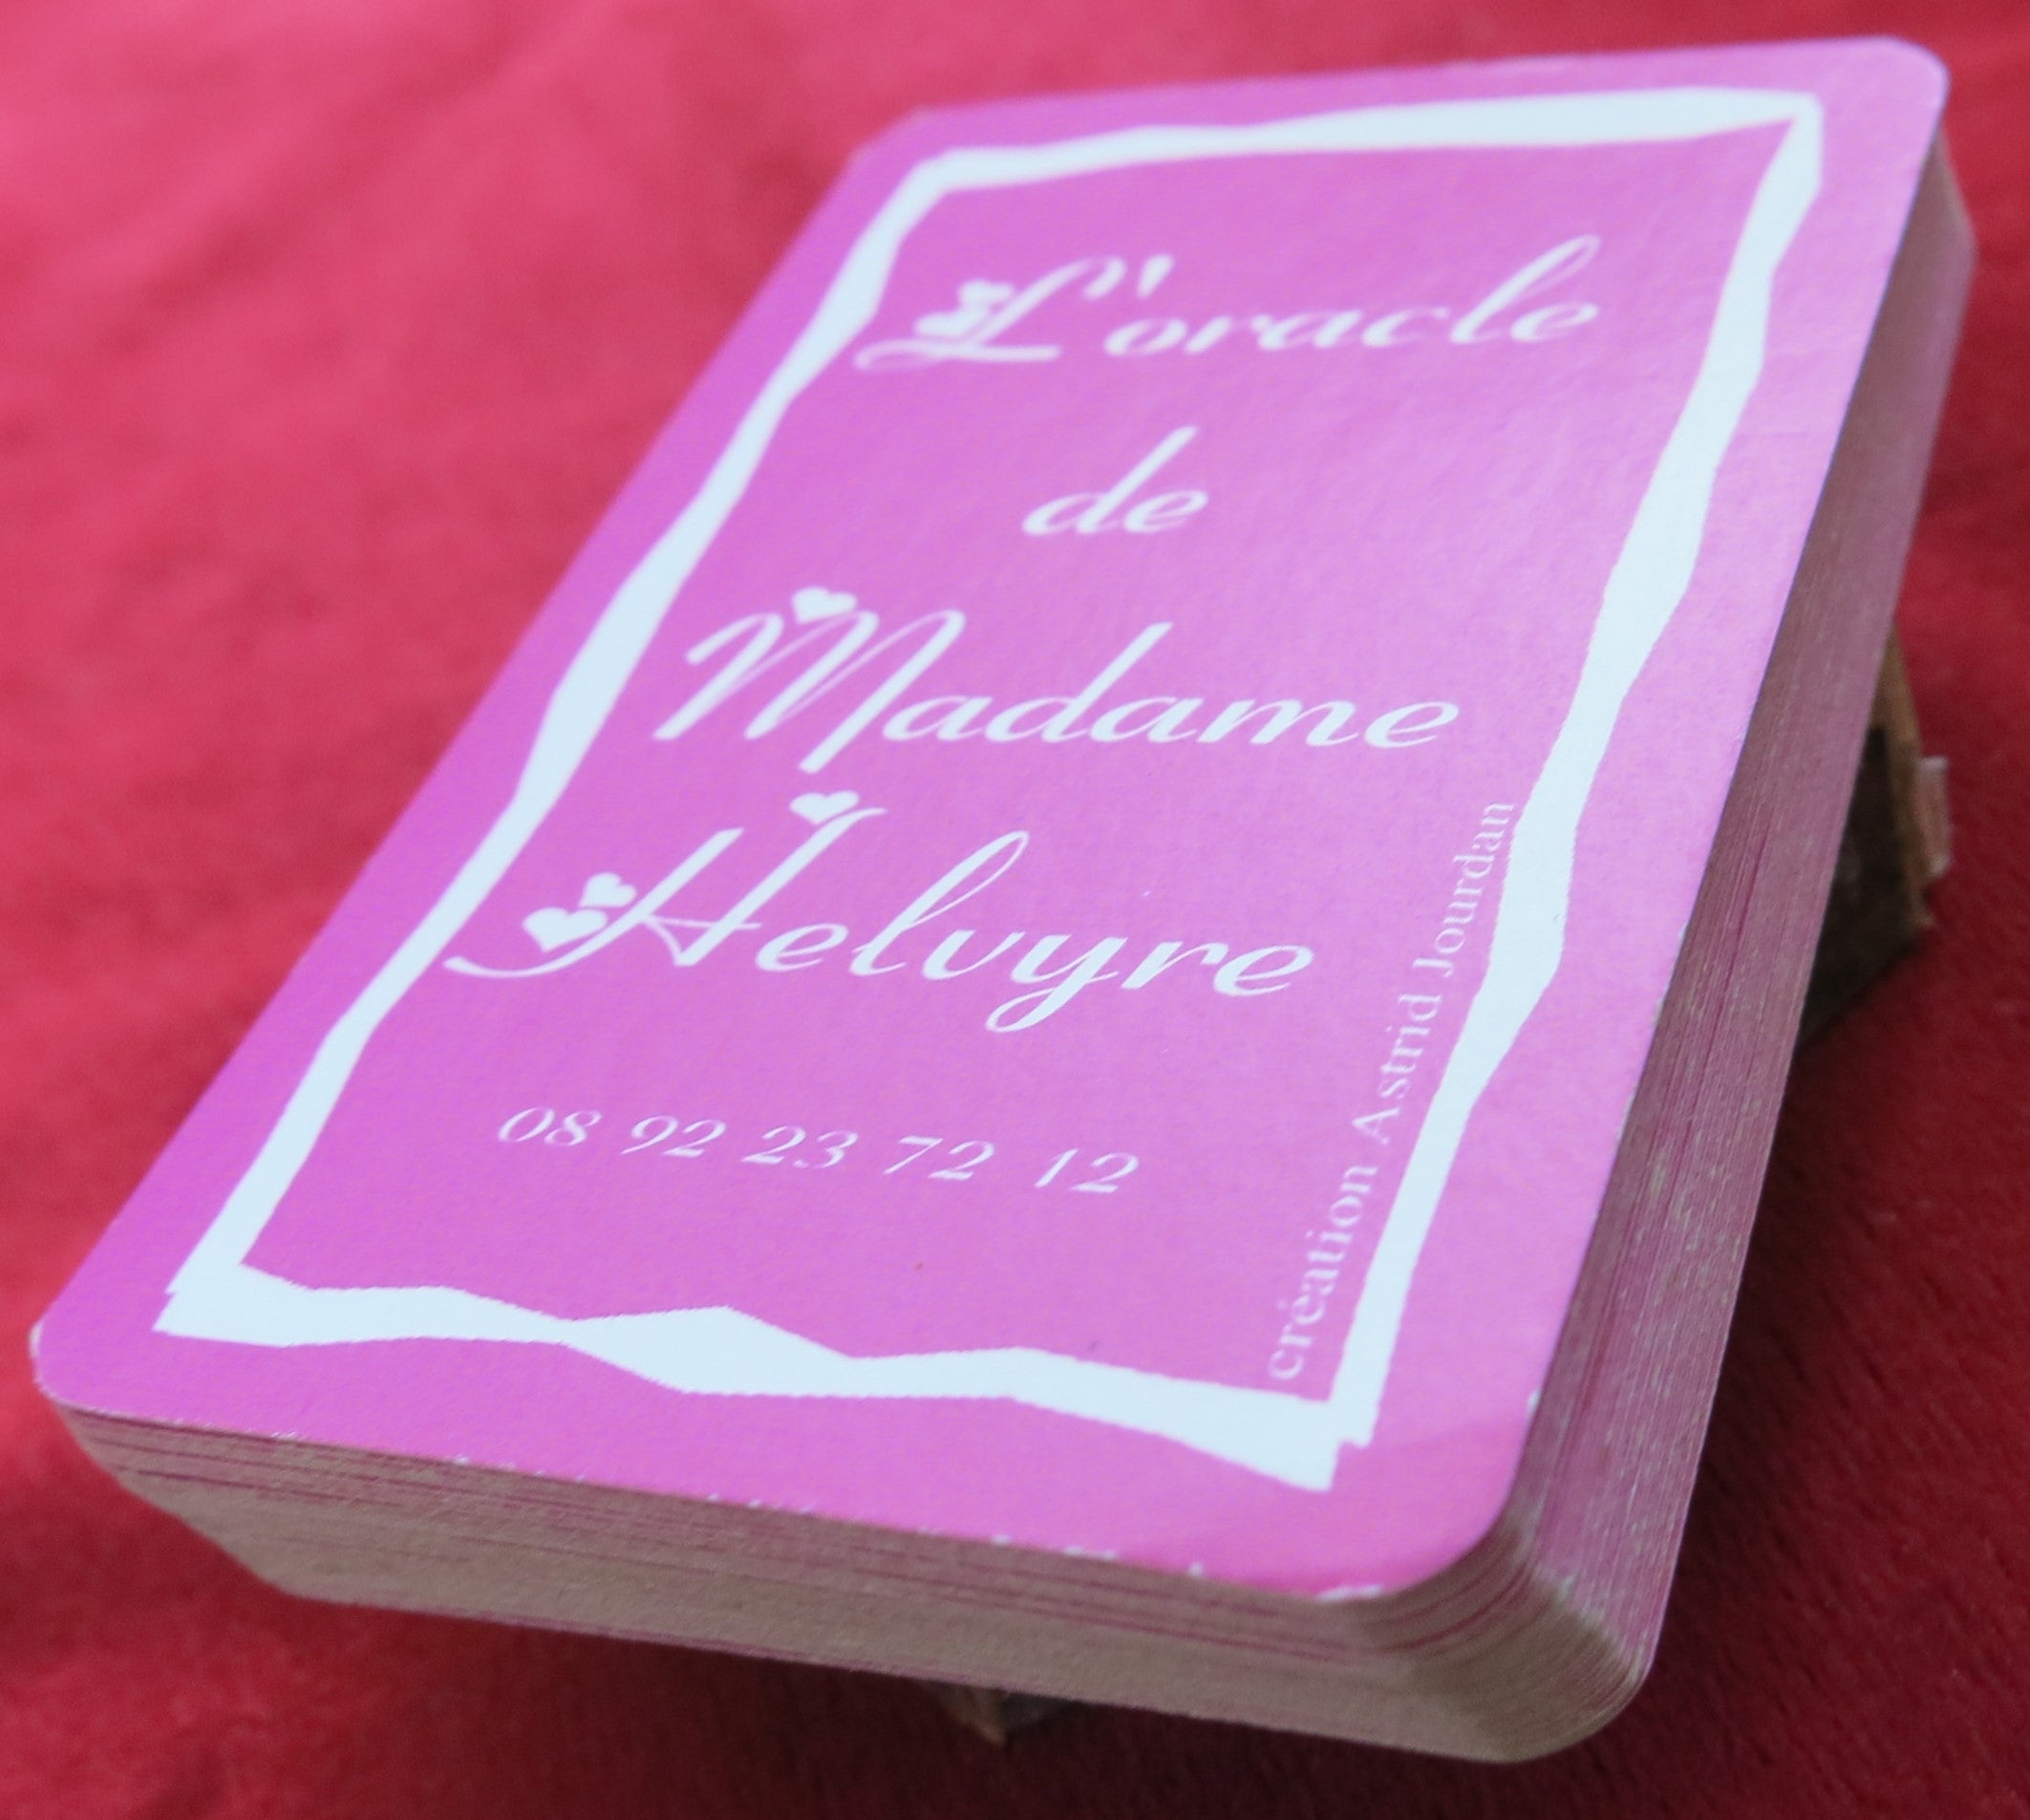 L'oracle
de
Madame
Helvyre
08 92 23 72 12
création Astrid Jourdan